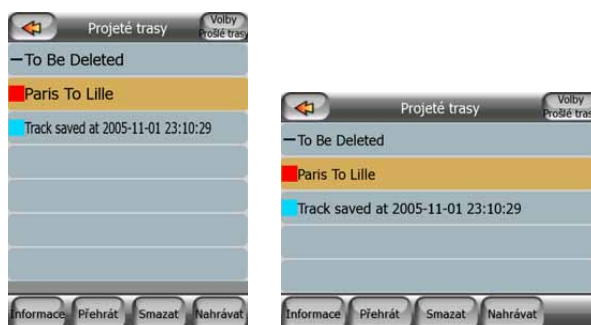 Projeté trasy
Volby
Prošlé trasy
To Be Deleted
Paris To Lille
Track saved at 2005-11-01 23:10:29
Informace Přehrát Smazat Nahrávat
Projeté trasy
Volby
Prošlé tras
To Be Deleted
Paris To Lille
Track saved at 2005-11-01 23:10:29
Informace Přehrát Smazat Nahrávat